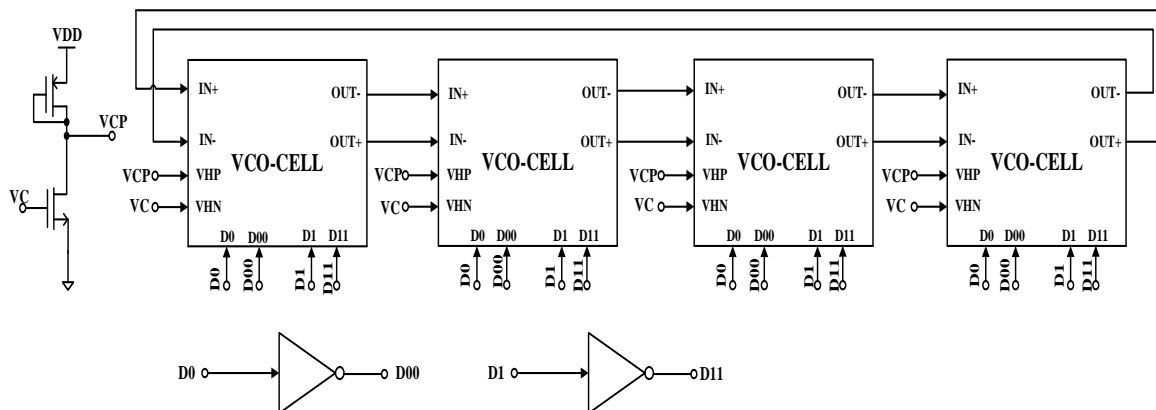 VDD
VCP
VC
IN+
IN-
VHP
VHN
OUT-
OUT+
VCO-CELL
D0 D00 D1 D11
VCP
VC
D0 D00 D1 D11
IN+
IN-
VHP
VHN
OUT-
OUT+
VCO-CELL
D0 D00 D1 D11
VCP
VC
D0 D00 D1 D11
IN+
IN-
VHP
VHN
OUT-
OUT+
VCO-CELL
D0 D00 D1 D11
VCP
VC
D0 D00 D1 D11
IN+
IN-
VHP
VHN
OUT-
OUT+
VCO-CELL
D0 D00 D1 D11
VCP
VC
D0 D00 D1 D11
D0 D00
D1 D11